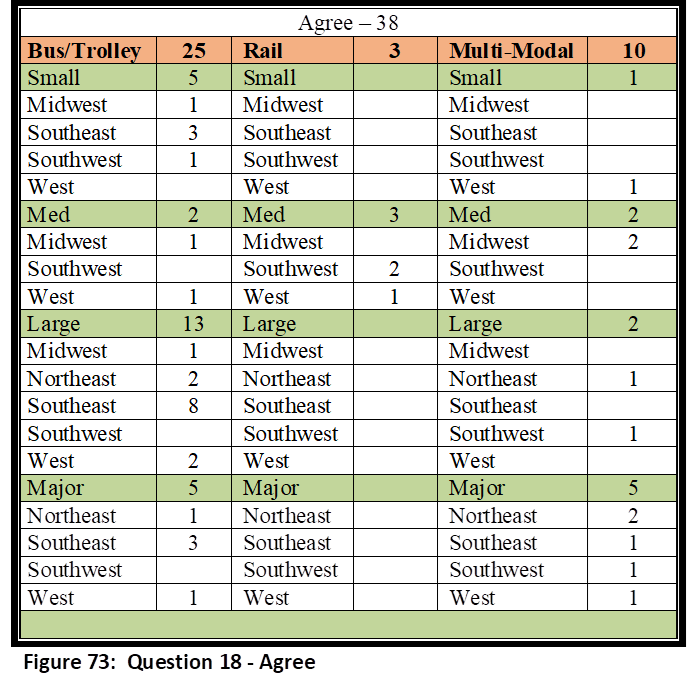 Agree – 38
Bus/Trolley 25 Rail 3 Multi-Modal 10
Small 5 Small Small 1
Midwest 1 Midwest Midwest
Southeast 3 Southeast Southeast
Southwest 1 Southwest Southwest
West West West 1
Med 2 Med 3 Med 2
Midwest 1 Midwest Midwest 2
Southwest Southwest 2 Southwest
West 1 West 1 West
Large 13 Large Large 2
Midwest 1 Midwest Midwest
Northeast 2 Northeast Northeast 1
Southeast 8 Southeast Southeast
Southwest Southwest Southwest 1
West 2 West West
Major 5 Major Major 5
Northeast 1 Northeast Northeast 2
Southeast 3 Southeast Southeast 1
Southwest Southwest Southwest 1
West 1 West West 1
Figure 73: Question 18 - Agree